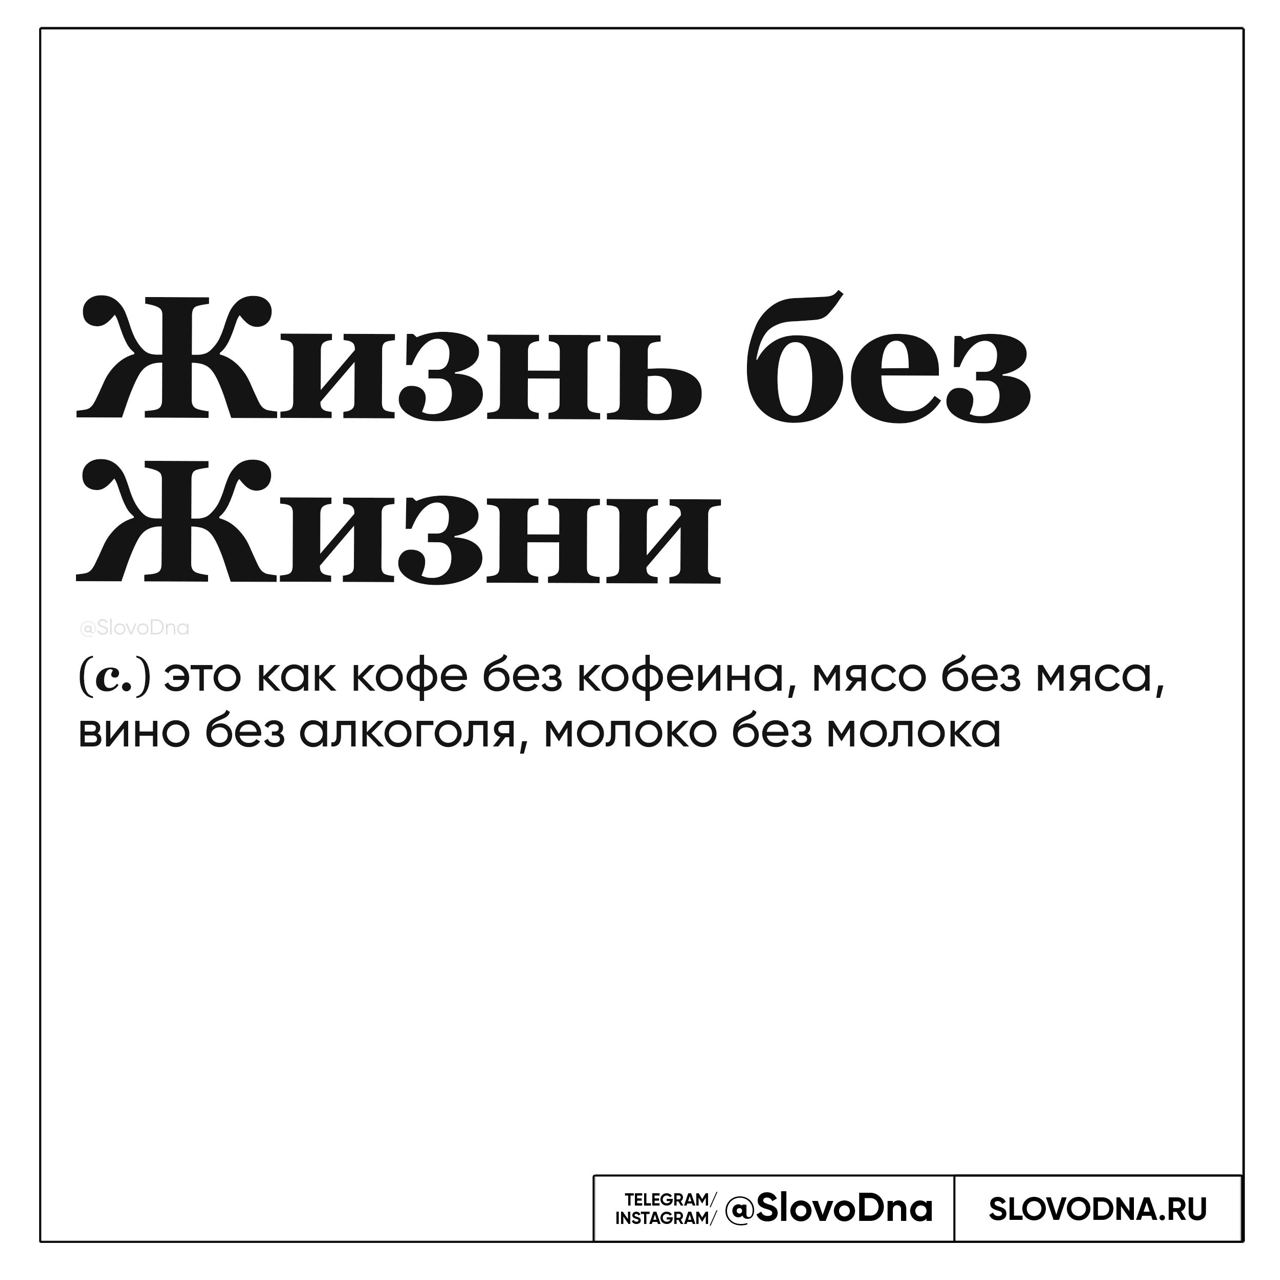 Жизнь без
Жизни
@SlovoDna
(с.) это как кофе без кофеина, мясо без мяса,
вино без алкоголя, молоко без молока
TELEGRAM/
INSTAGRAM/
@SlovoDna
SLOVODNA.RU